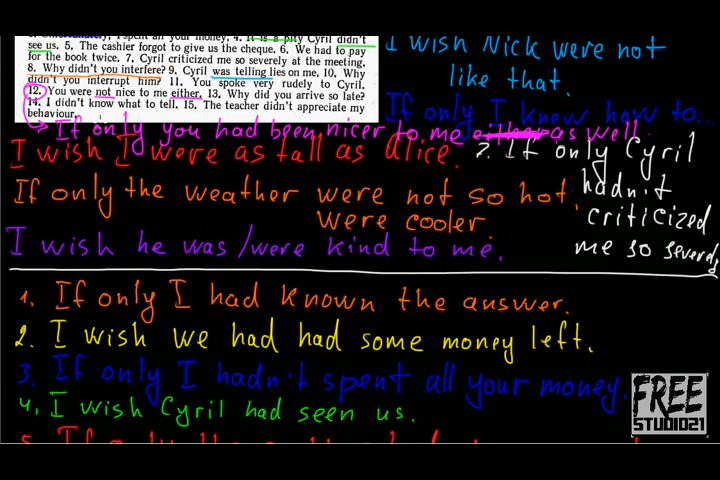 see us. 5. The cashier forgot to give us the cheque. 6. We had to pay
for the book twice. 7. Cyril criticized me so severely at the meeting.
8. Why didn't you interfere? 9. Cyril was telling lies on me. 10. Why
didn't you interrupt him? 11. You spoke very rudely to Cyril.
12. You were not nice to me either. 13. Why did you arrive so late?
14. I didn't know what to tell. 15. The teacher didn't appreciate my
behaviour.
I wish Nick were not
like that.
If only I knew how to...
If only you had been nicer to me as well.
I wish I were as tall as Alice.
7. If only Cyril
hadn't
criticized
me so severely
If only the weather were not so hot.
were cooler.
I wish he was/were kind to me.
1. If only I had known the answer.
2. I wish we had had some money left.
3. If only I hadn't spent all your money.
4. I wish Cyril had seen us.
FREE
STUDIO21